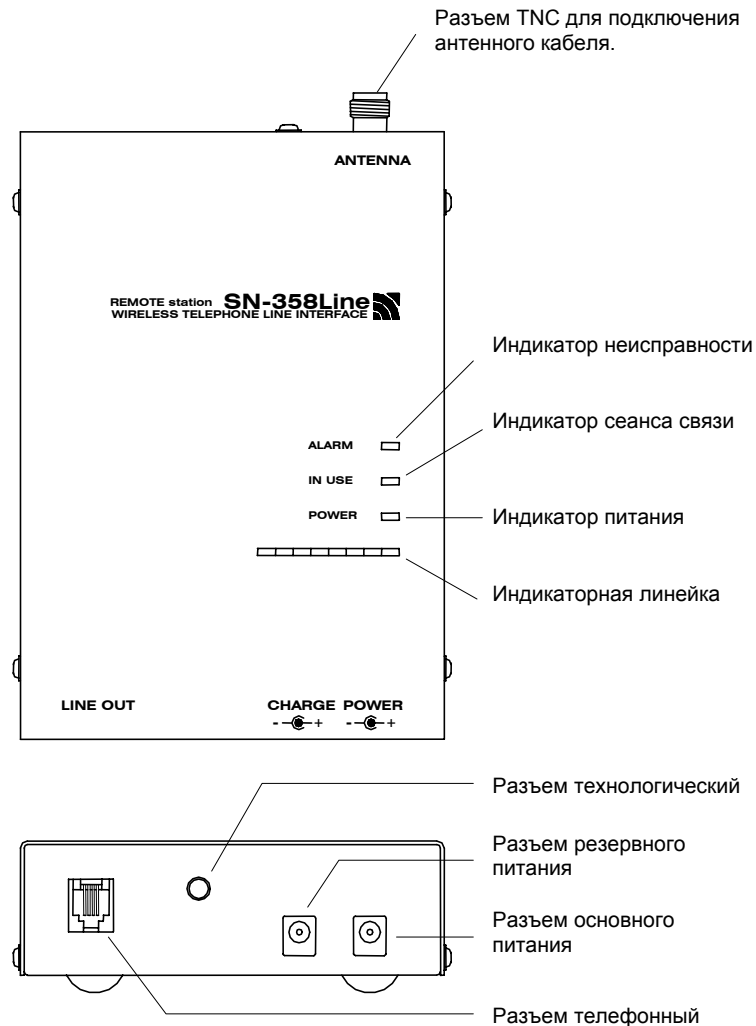 Разъем TNC для подключения
антенного кабеля.
ANTENNA
REMOTE station SN-358Line
WIRELESS TELEPHONE LINE INTERFACE
Индикатор неисправности
Индикатор сеанса связи
ALARM
IN USE
POWER
Индикатор питания
Индикаторная линейка
LINE OUT
CHARGE POWER
- + - +
Разъем технологический
Разъем резервного
питания
Разъем основного
питания
Разъем телефонный